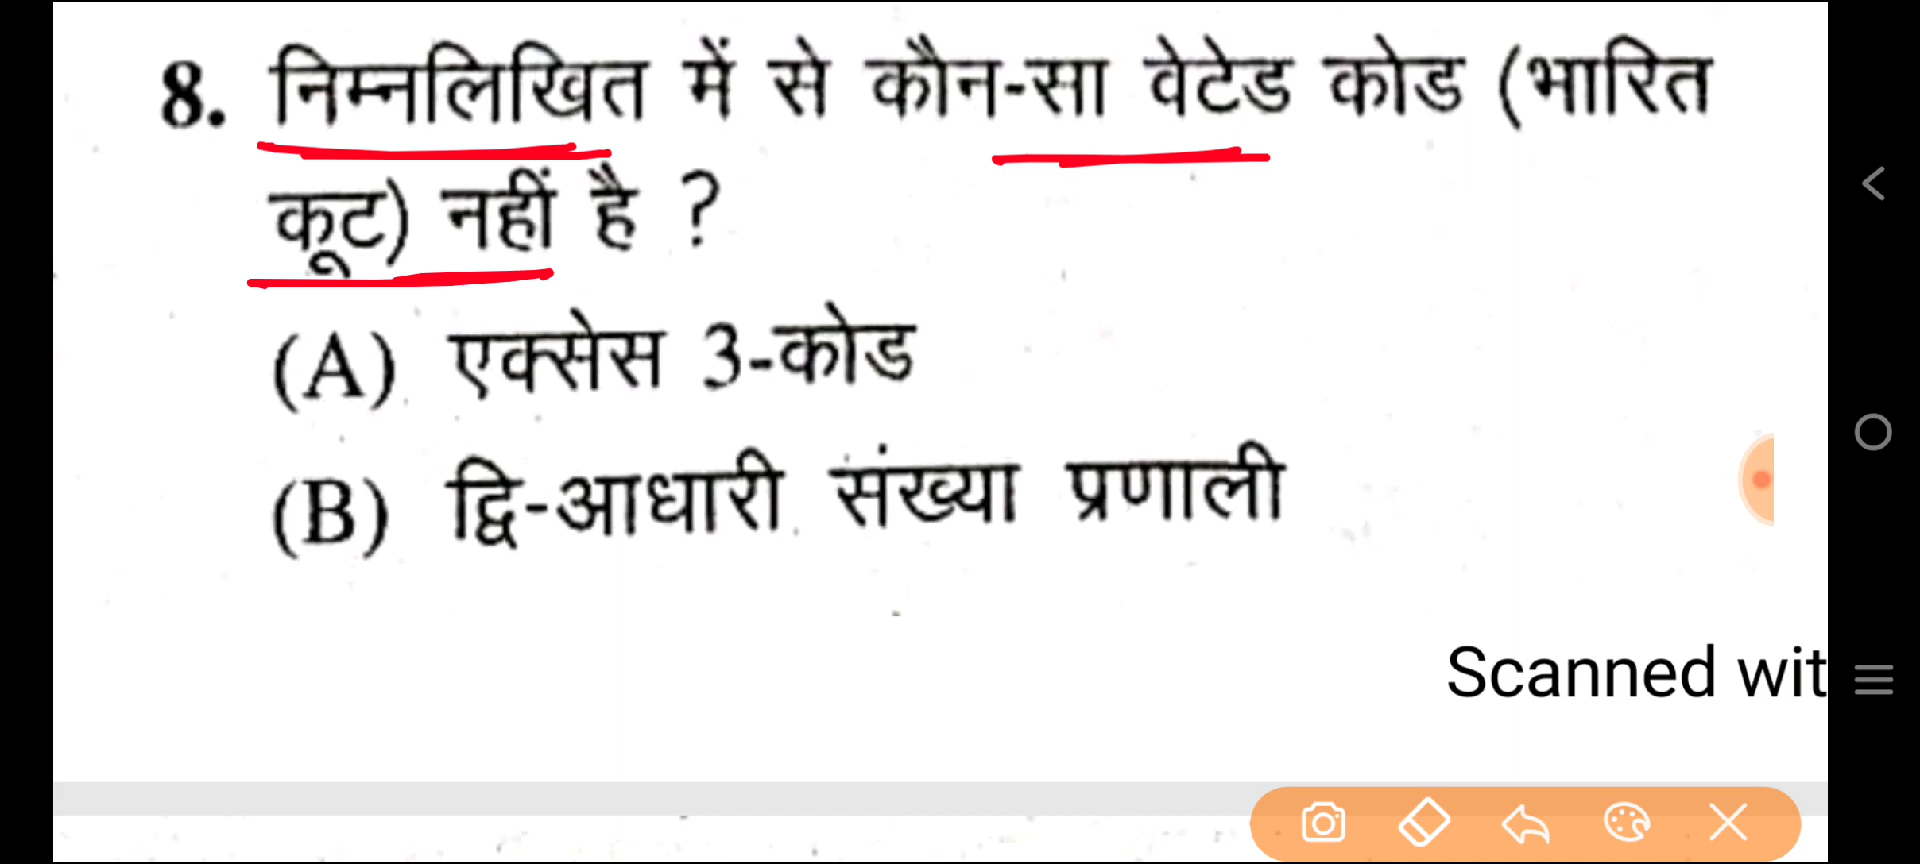 8. निम्नलिखित में से कौन-सा वेटेड कोड (भारित
कूट) नहीं है ?
(A) एक्सेस 3-कोड
(B) द्वि-आधारी संख्या प्रणाली
Scanned wit